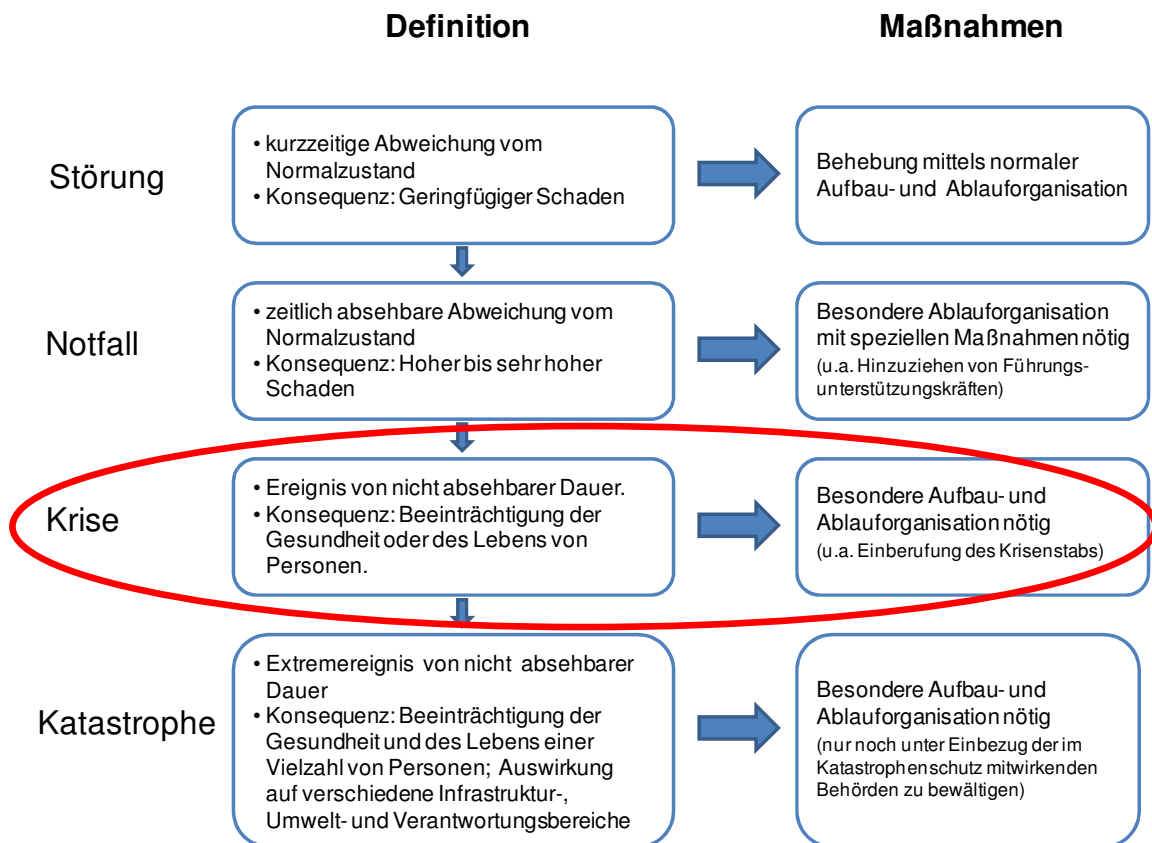 Definition
Maßnahmen
Störung
• kurzzeitige Abweichung vom
Normalzustand
• Konsequenz: Geringfügiger Schaden
Behebung mittels normaler
Aufbau- und Ablauforganisation
Notfall
• zeitlich absehbare Abweichung vom
Normalzustand
• Konsequenz: Hoher bis sehr hoher
Schaden
Besondere Ablauforganisation
mit speziellen Maßnahmen nötig
(u.a. Hinzuziehen von Führungs-
unterstützungskräften)
Krise
• Ereignis von nicht absehbarer Dauer.
• Konsequenz: Beeinträchtigung der
Gesundheit oder des Lebens von
Personen.
Besondere Aufbau- und
Ablauforganisation nötig
(u.a. Einberufung des Krisenstabs)
Katastrophe
• Extremereignis von nicht absehbarer
Dauer
• Konsequenz: Beeinträchtigung der
Gesundheit und des Lebens einer
Vielzahl von Personen; Auswirkung
auf verschiedene Infrastruktur-,
Umwelt- und Verantwortungsbereiche
Besondere Aufbau- und
Ablauforganisation nötig
(nur noch unter Einbezug der im
Katastrophenschutz mitwirkenden
Behörden zu bewältigen)